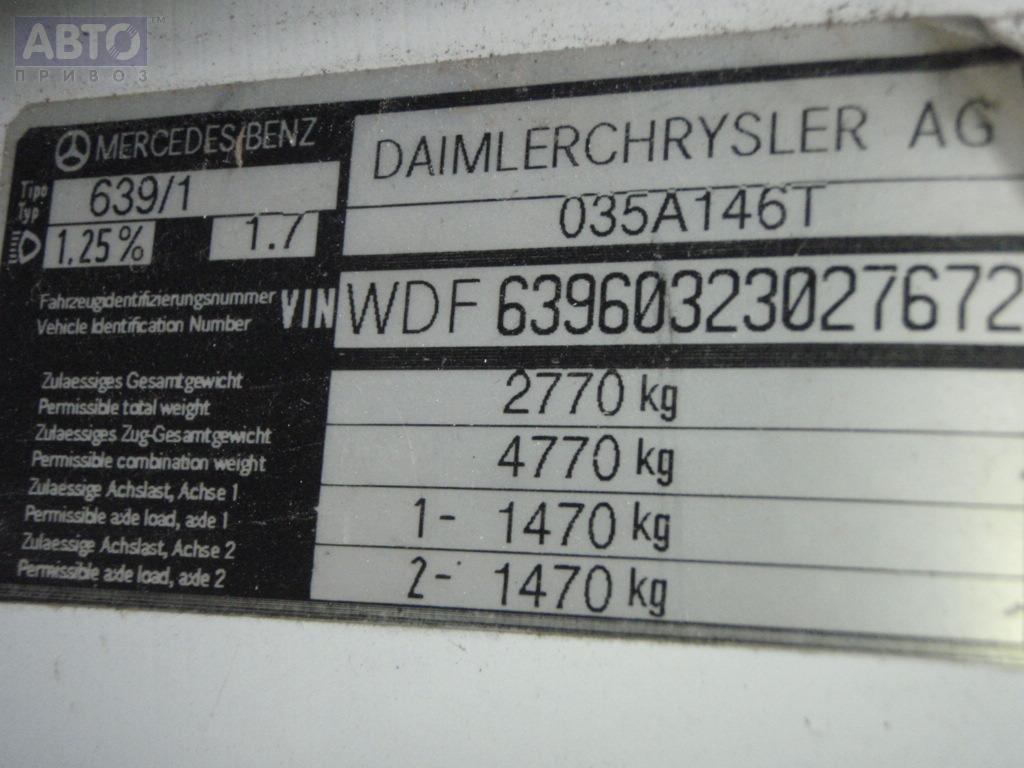 АВТО™
ПРИВОЗ
MERCEDES-BENZ
DAIMLERCHRYSLER AG
Tipo
Typ
639/1
035A146T
1,25% 1.7
Fahrzeugidentifizierungsnummer
Vehicle Identification Number
VIN WDF 63960323027672
Zulaessiges Gesamtgewicht
Permissible total weight
2770 kg
Zulaessiges Zug-Gesamtgewicht
Permissible combination weight
4770 kg
Zulaessige Achslast, Achse 1
Permissible axle load, axle 1
1- 1470 kg
Zulaessige Achslast, Achse 2
Permissible axle load, axle 2
2- 1470 kg